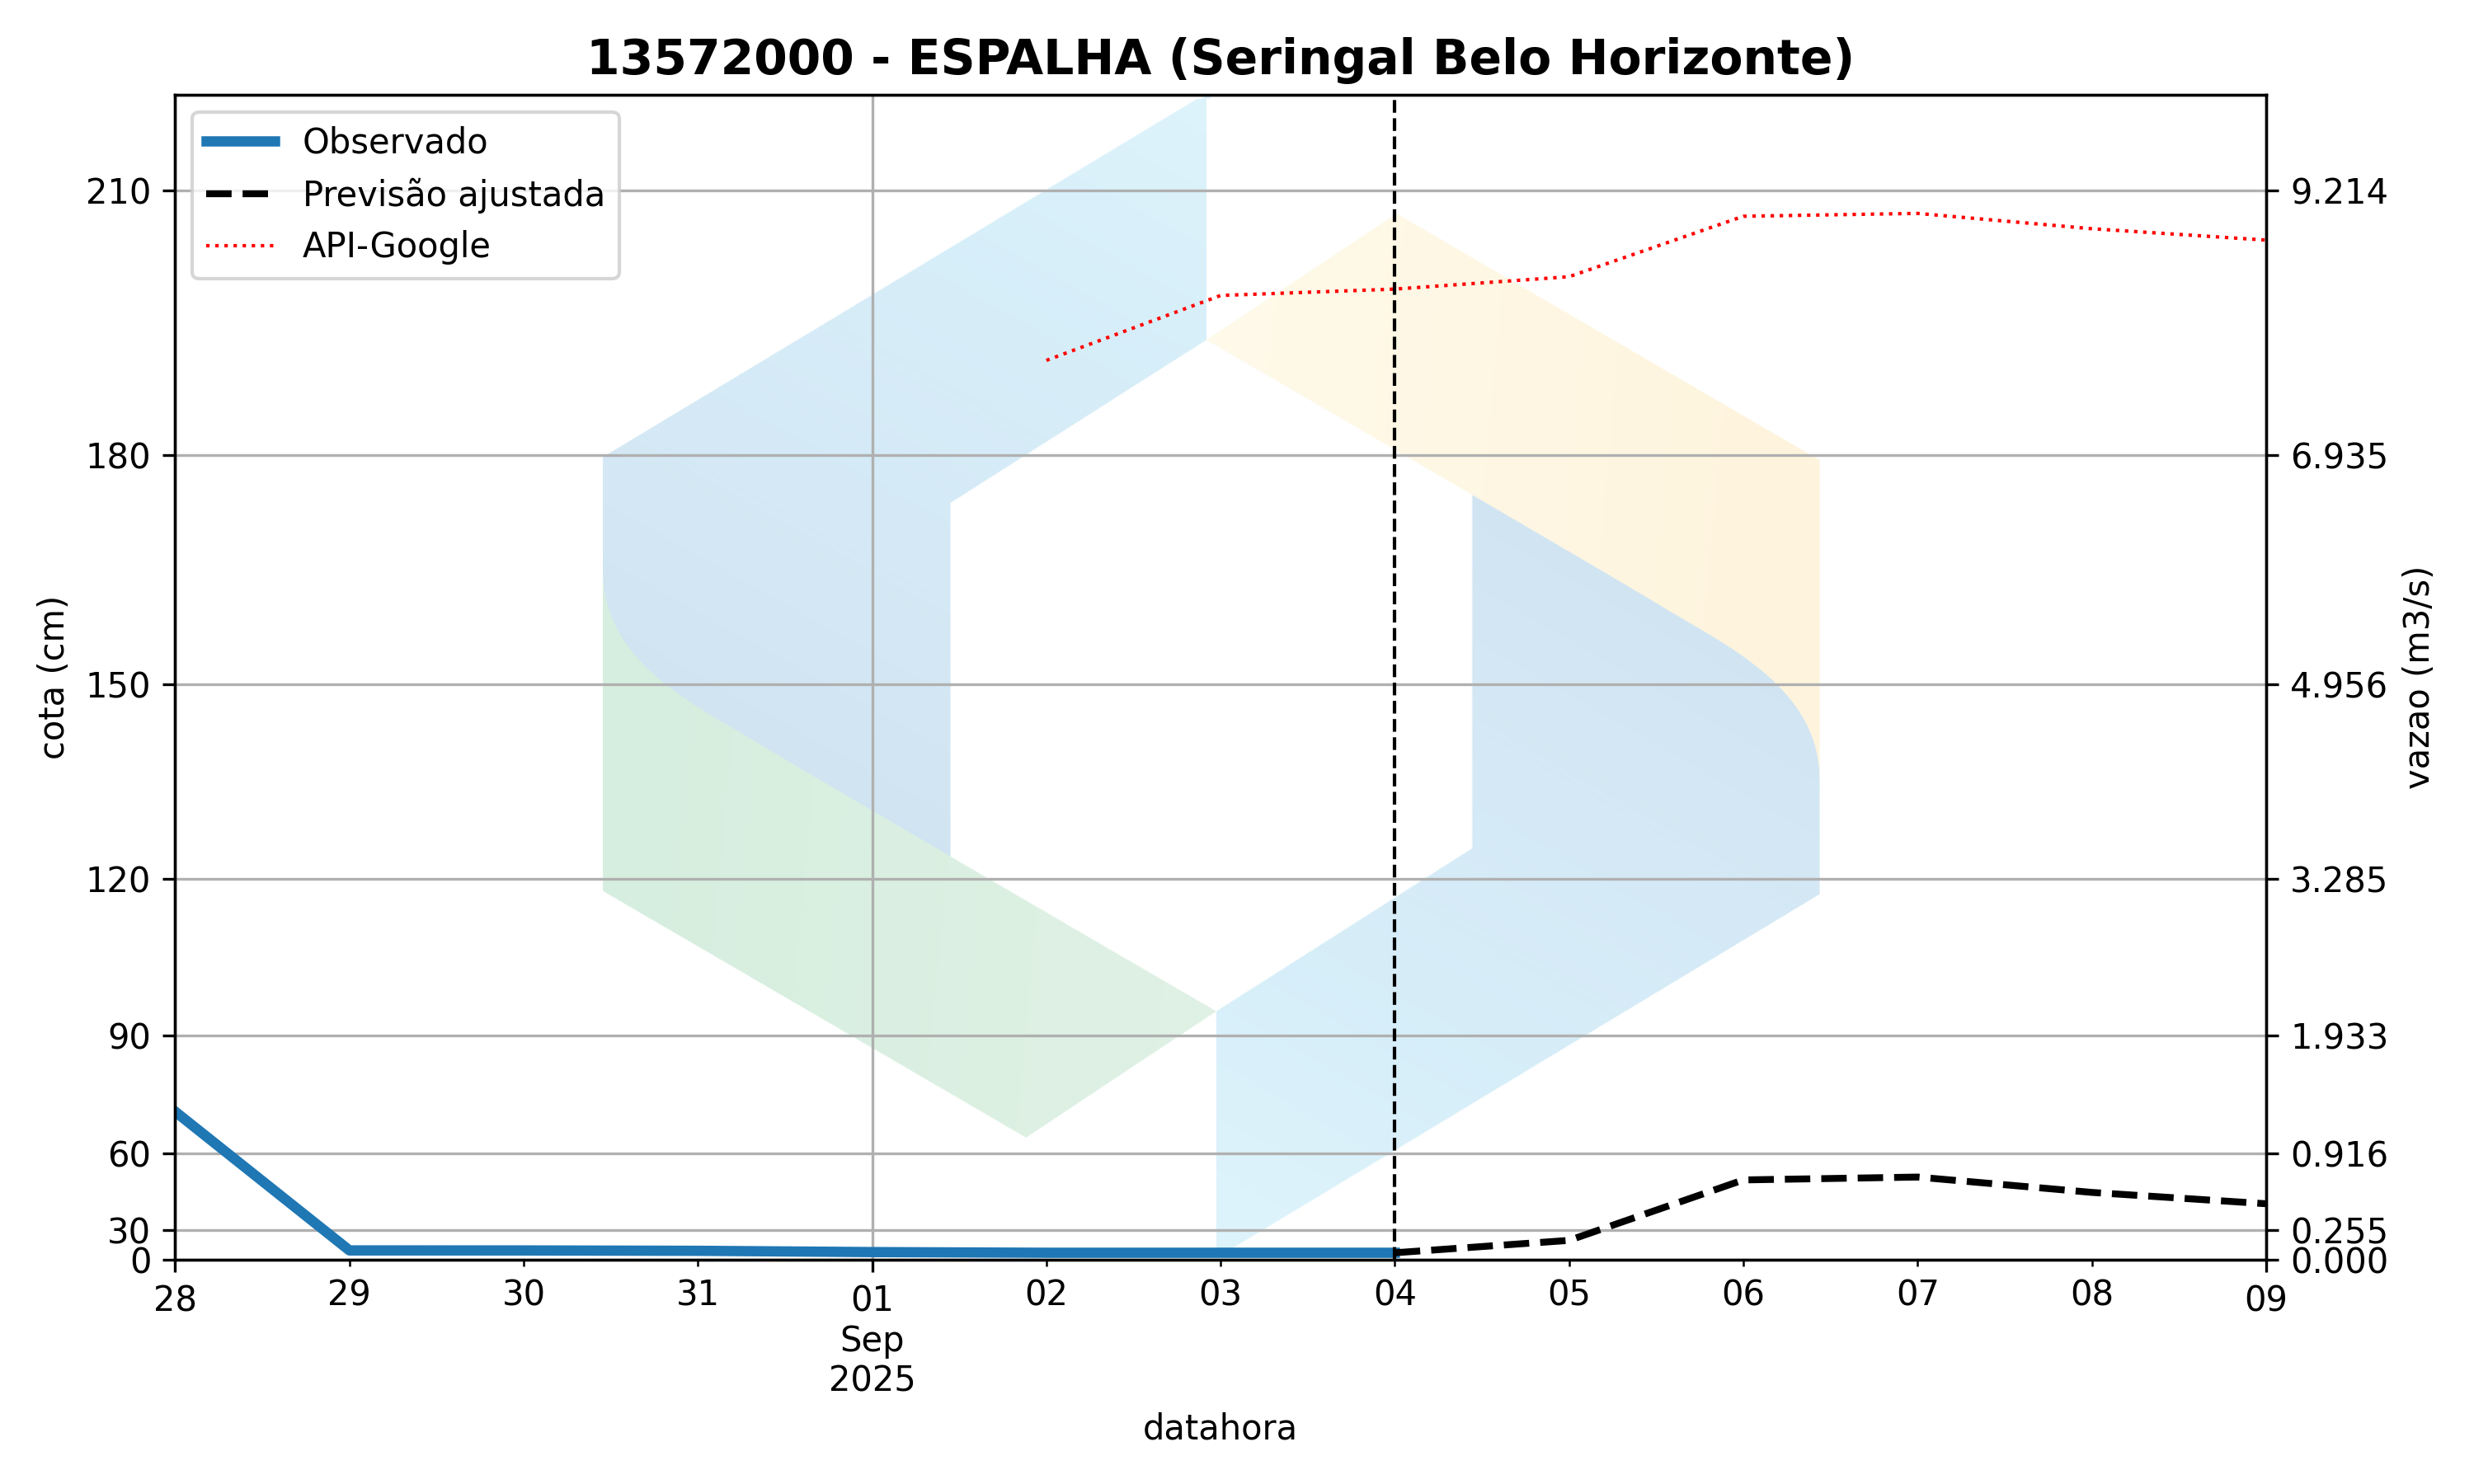 13572000 - ESPALHA (Seringal Belo Horizonte)
Observado
Previsão ajustada
API-Google
210
180
150
120
90
60
30
0
cota (cm)
9.214
6.935
4.956
3.285
1.933
0.916
0.255
0.000
vazao (m3/s)
28 29 30 31 01 02 03 04 05 06 07 08 09
Sep
2025
datahora